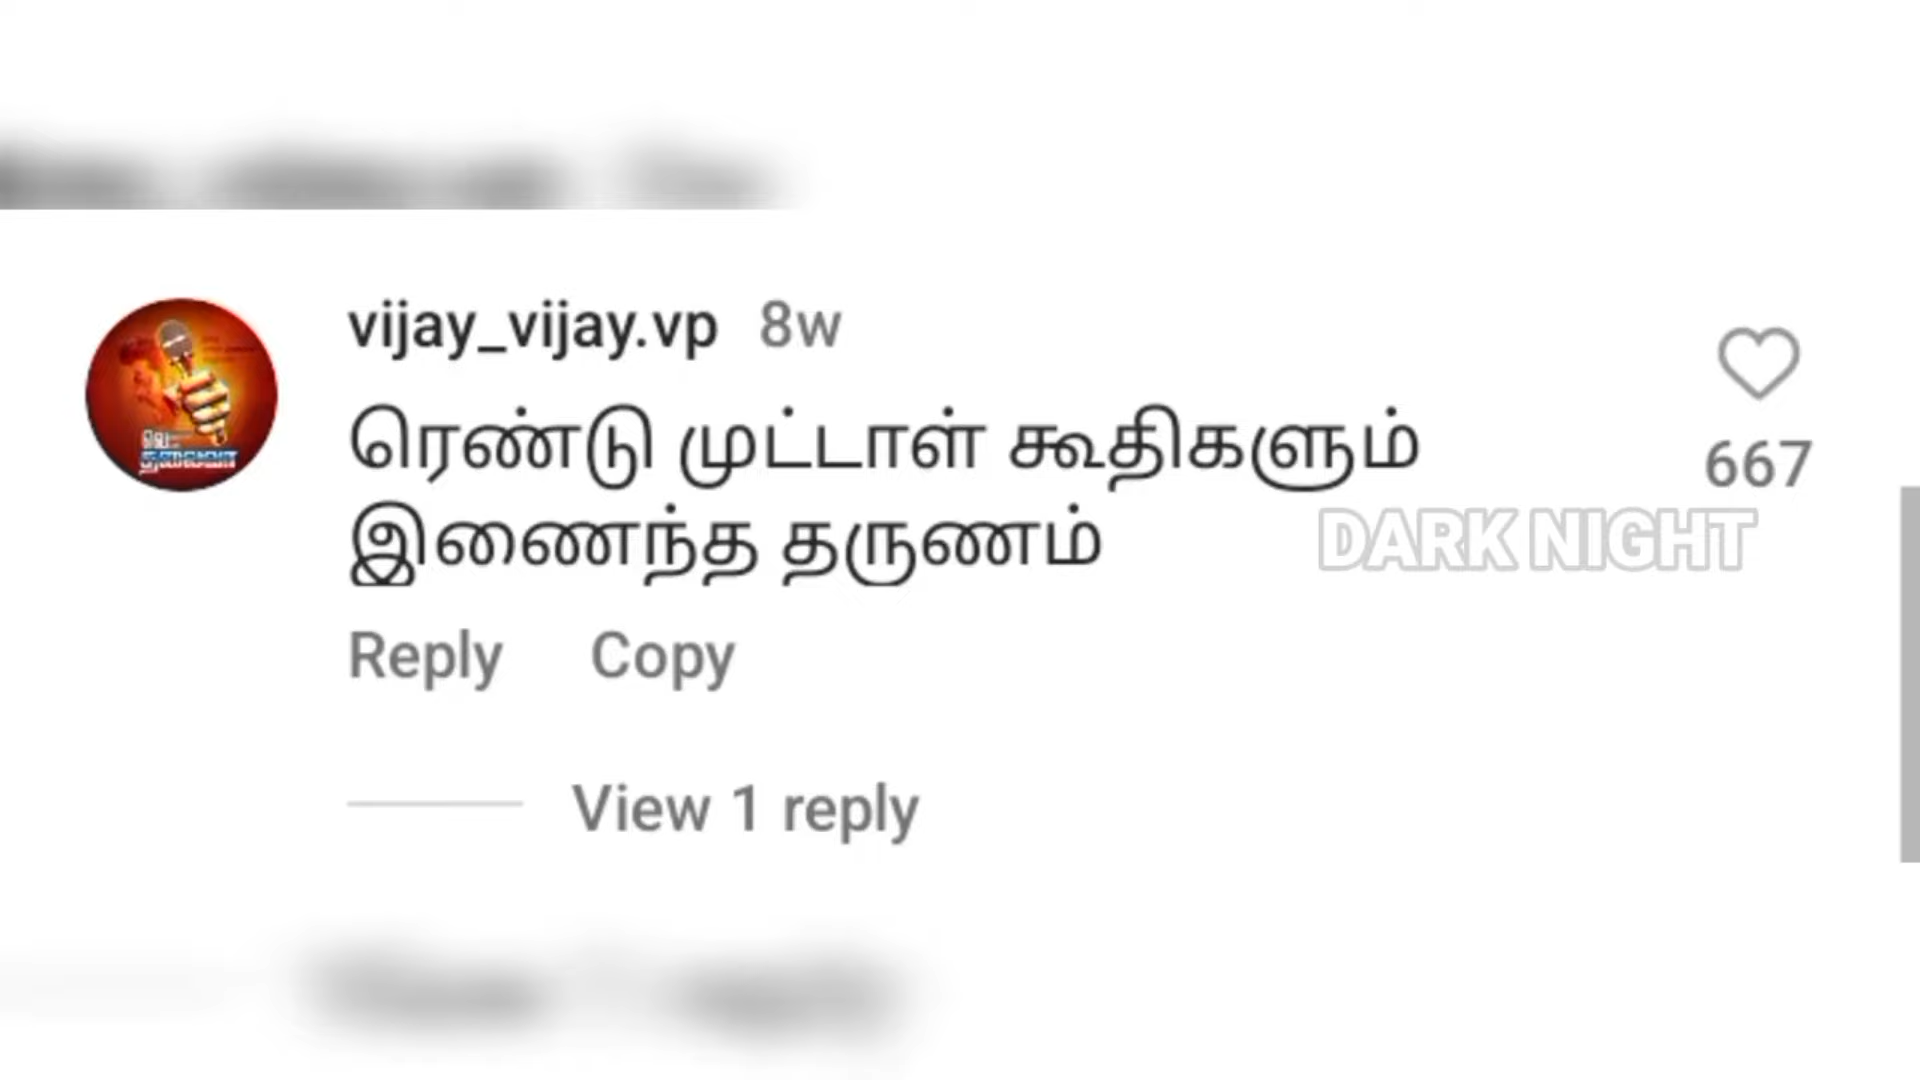 vijay_vijay.vp 8w
ரெண்டு முட்டாள் கூதிகளும்
இணைந்த தருணம்
667
DARK NIGHT
Reply Copy
View 1 reply